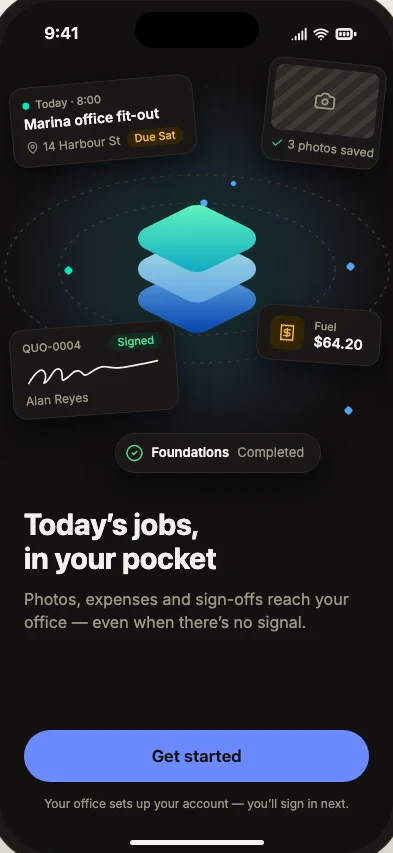 9:41
Today · 8:00
Marina office fit-out
14 Harbour St Due Sat
3 photos saved
QUO-0004 Signed
Alan Reyes
Fuel
$64.20
Foundations Completed
Today’s jobs,
in your pocket
Photos, expenses and sign-offs reach your
office — even when there’s no signal.
Get started
Your office sets up your account — you’ll sign in next.